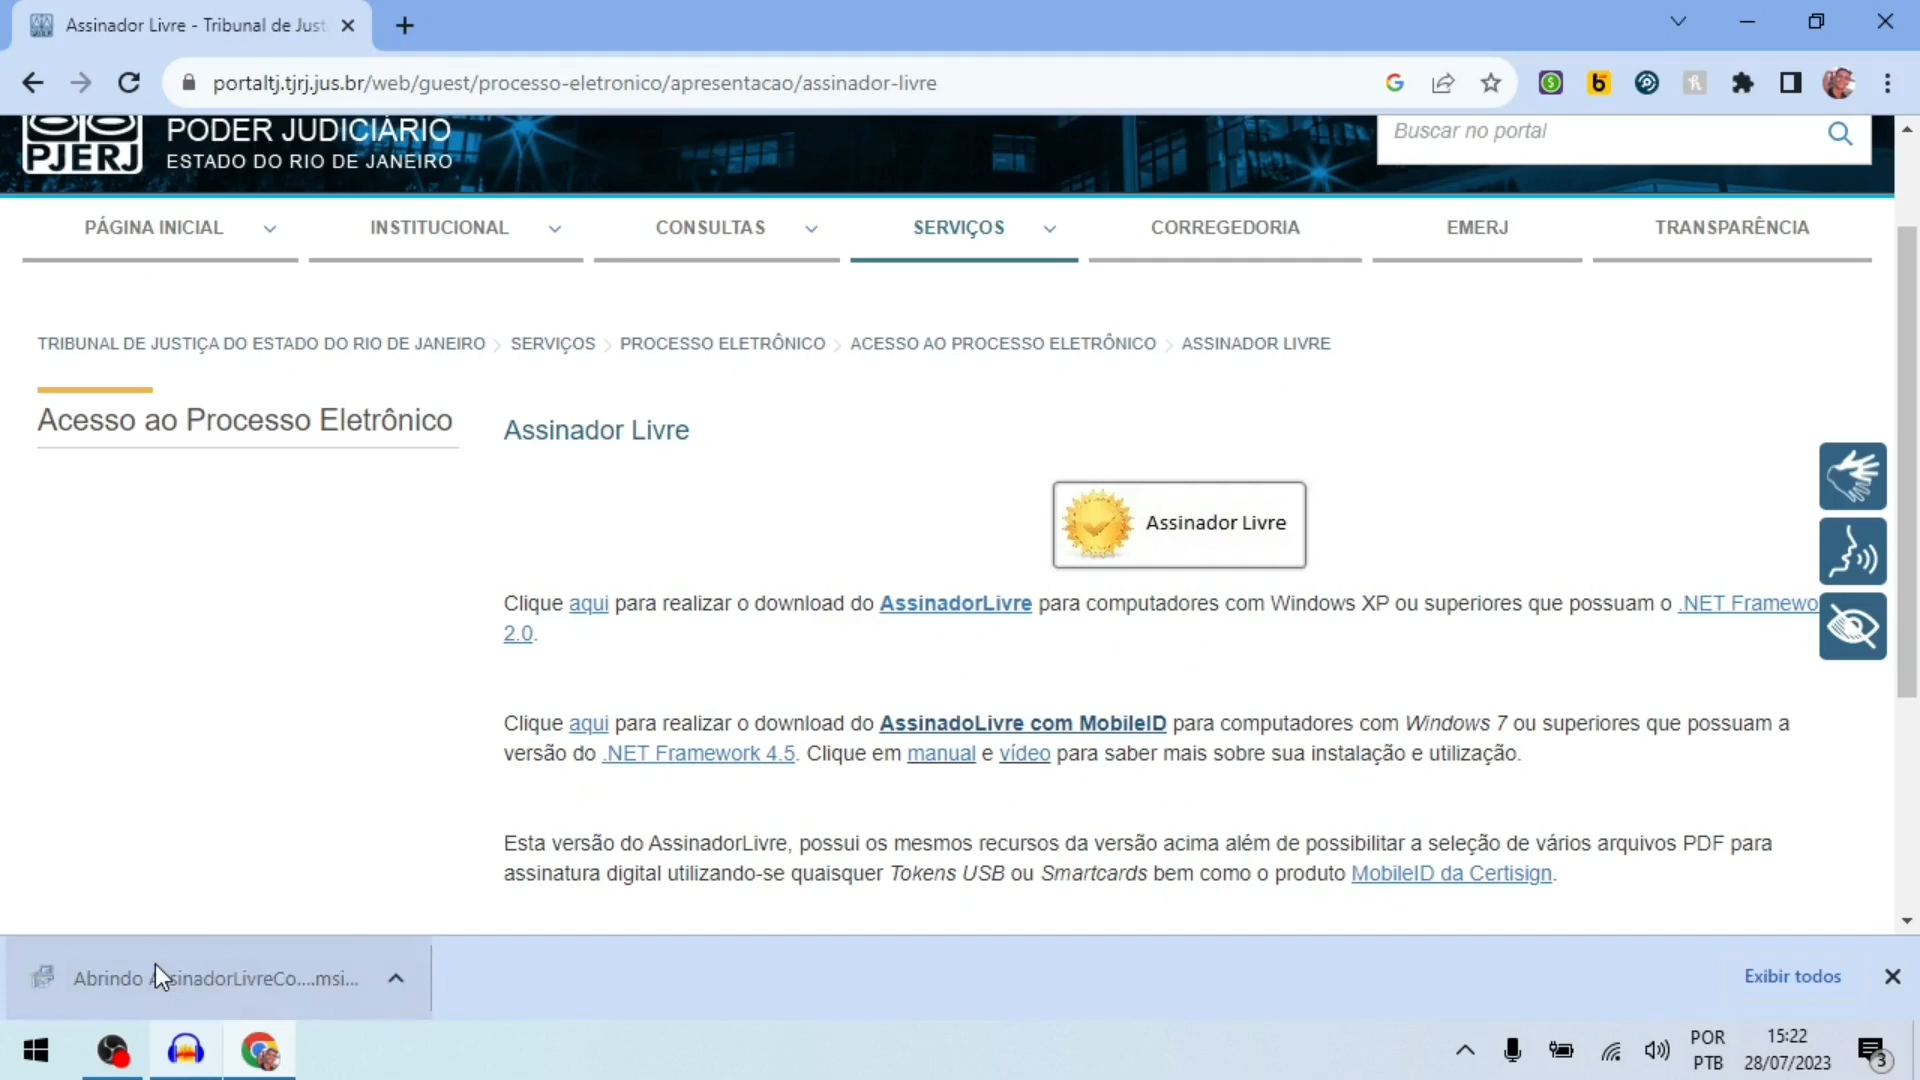 Assinador Livre - Tribunal de Just
portaltj.tjrj.jus.br/web/guest/processo-eletronico/apresentacao/assinador-livre
PJERJ
PODER JUDICIÁRIO
ESTADO DO RIO DE JANEIRO
Buscar no portal
PÁGINA INICIAL
INSTITUCIONAL
CONSULTAS
SERVIÇOS
CORREGEDORIA
EMERJ
TRANSPARÊNCIA
TRIBUNAL DE JUSTIÇA DO ESTADO DO RIO DE JANEIRO > SERVIÇOS > PROCESSO ELETRÔNICO > ACESSO AO PROCESSO ELETRÔNICO > ASSINADOR LIVRE
Acesso ao Processo Eletrônico
Assinador Livre
Assinador Livre
Clique aqui para realizar o download do AssinadorLivre para computadores com Windows XP ou superiores que possuam o .NET Framewo
2.0.
Clique aqui para realizar o download do AssinadoLivre com MobileID para computadores com Windows 7 ou superiores que possuam a
versão do .NET Framework 4.5. Clique em manual e vídeo para saber mais sobre sua instalação e utilização.
Esta versão do AssinadorLivre, possui os mesmos recursos da versão acima além de possibilitar a seleção de vários arquivos PDF para
assinatura digital utilizando-se quaisquer Tokens USB ou Smartcards bem como o produto MobileID da Certisign.
Abrindo AssinadorLivreCo....msi...
Exibir todos
POR
PTB
15:22
28/07/2023
3